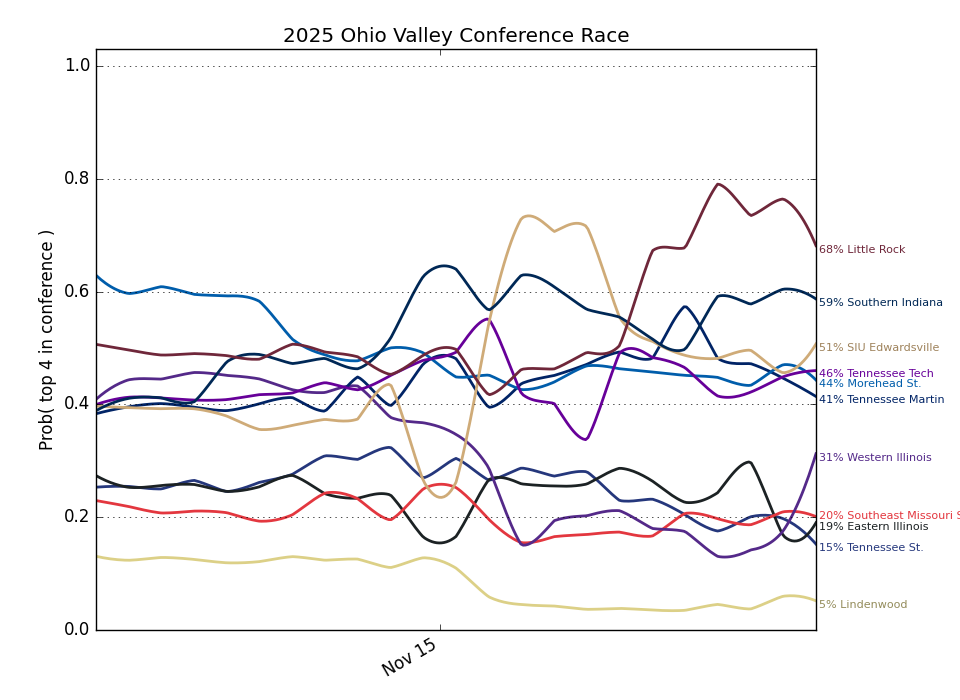 2025 Ohio Valley Conference Race
Prob( top 4 in conference )
1.0
0.8
0.6
0.4
0.2
0.0
Nov 15
68% Little Rock
59% Southern Indiana
51% SIU Edwardsville
46% Tennessee Tech
44% Morehead St.
41% Tennessee Martin
31% Western Illinois
20% Southeast Missouri S
19% Eastern Illinois
15% Tennessee St.
5% Lindenwood